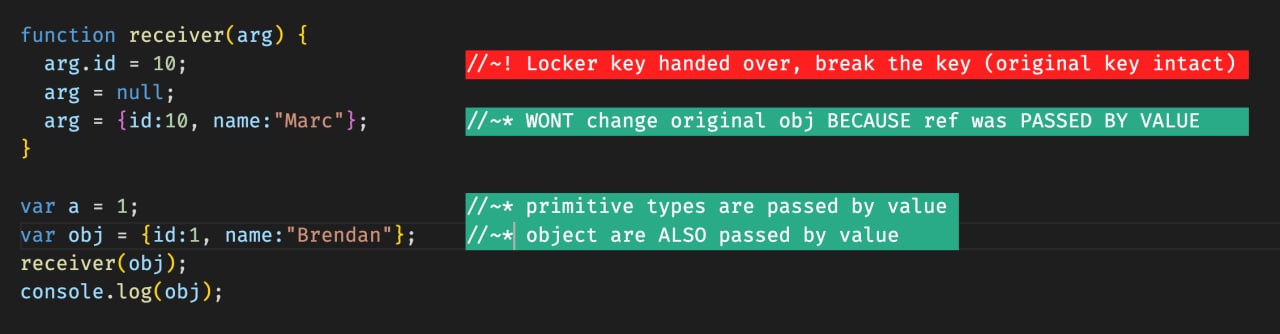 function receiver(arg) {
  arg.id = 10; //~! Locker key handed over, break the key (original key intact)
  arg = null;
  arg = {id:10, name:"Marc"}; //~* WONT change original obj BECAUSE ref was PASSED BY VALUE
}
var a = 1; //~* primitive types are passed by value
var obj = {id:1, name:"Brendan"}; //~* object are ALSO passed by value
receiver(obj);
console.log(obj);